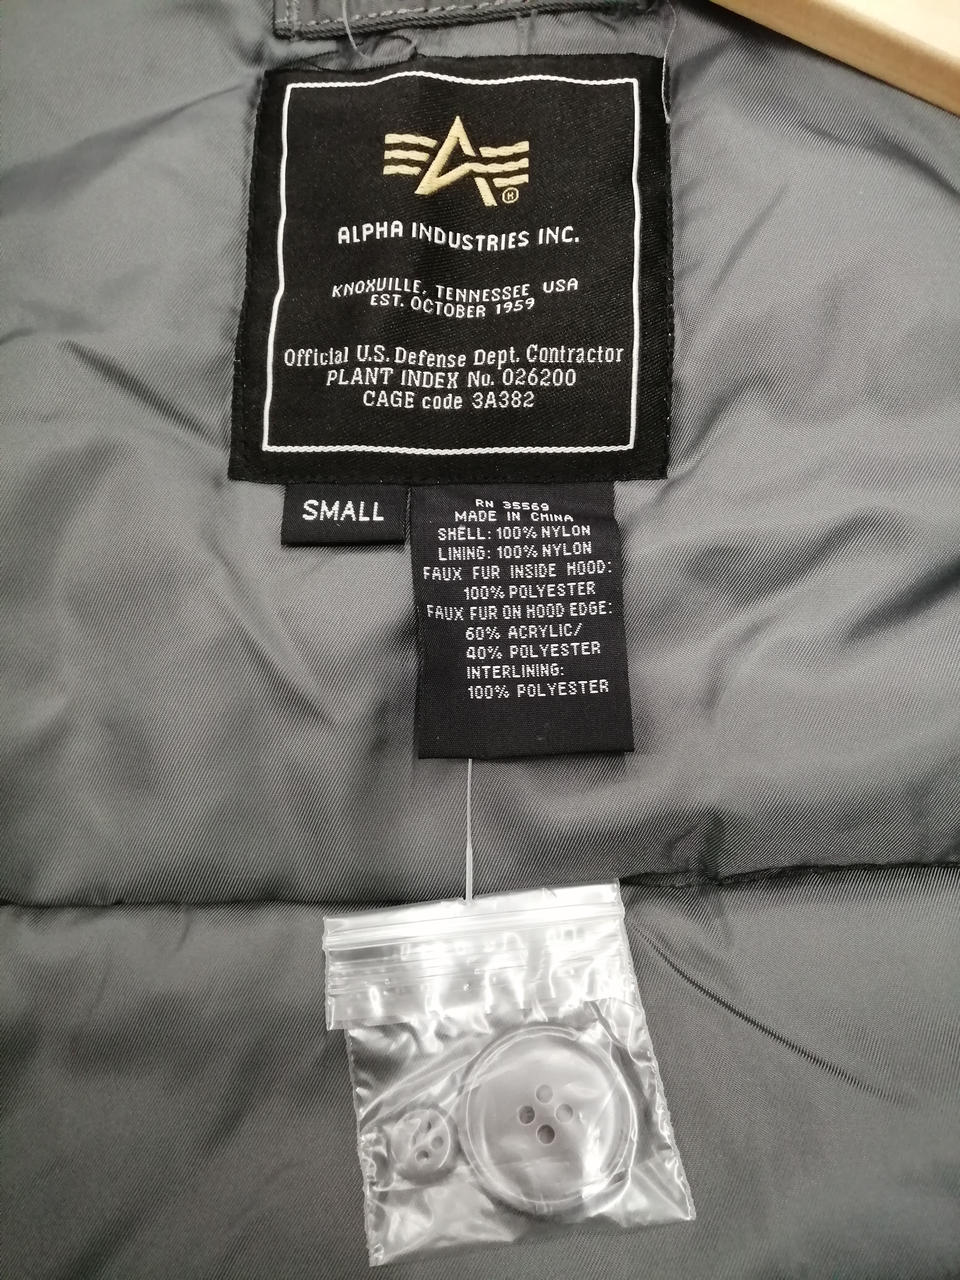 ALPHA INDUSTRIES INC.
KNOXVILLE, TENNESSEE USA
EST. OCTOBER 1959
Official U.S. Defense Dept. Contractor
PLANT INDEX No. 026200
CAGE code 3A382
SMALL
RN 35569
MADE IN CHINA
SHELL: 100% NYLON
LINING: 100% NYLON
FAUX FUR INSIDE HOOD:
100% POLYESTER
FAUX FUR ON HOOD EDGE:
60% ACRYLIC/
40% POLYESTER
INTERLINING:
100% POLYESTER